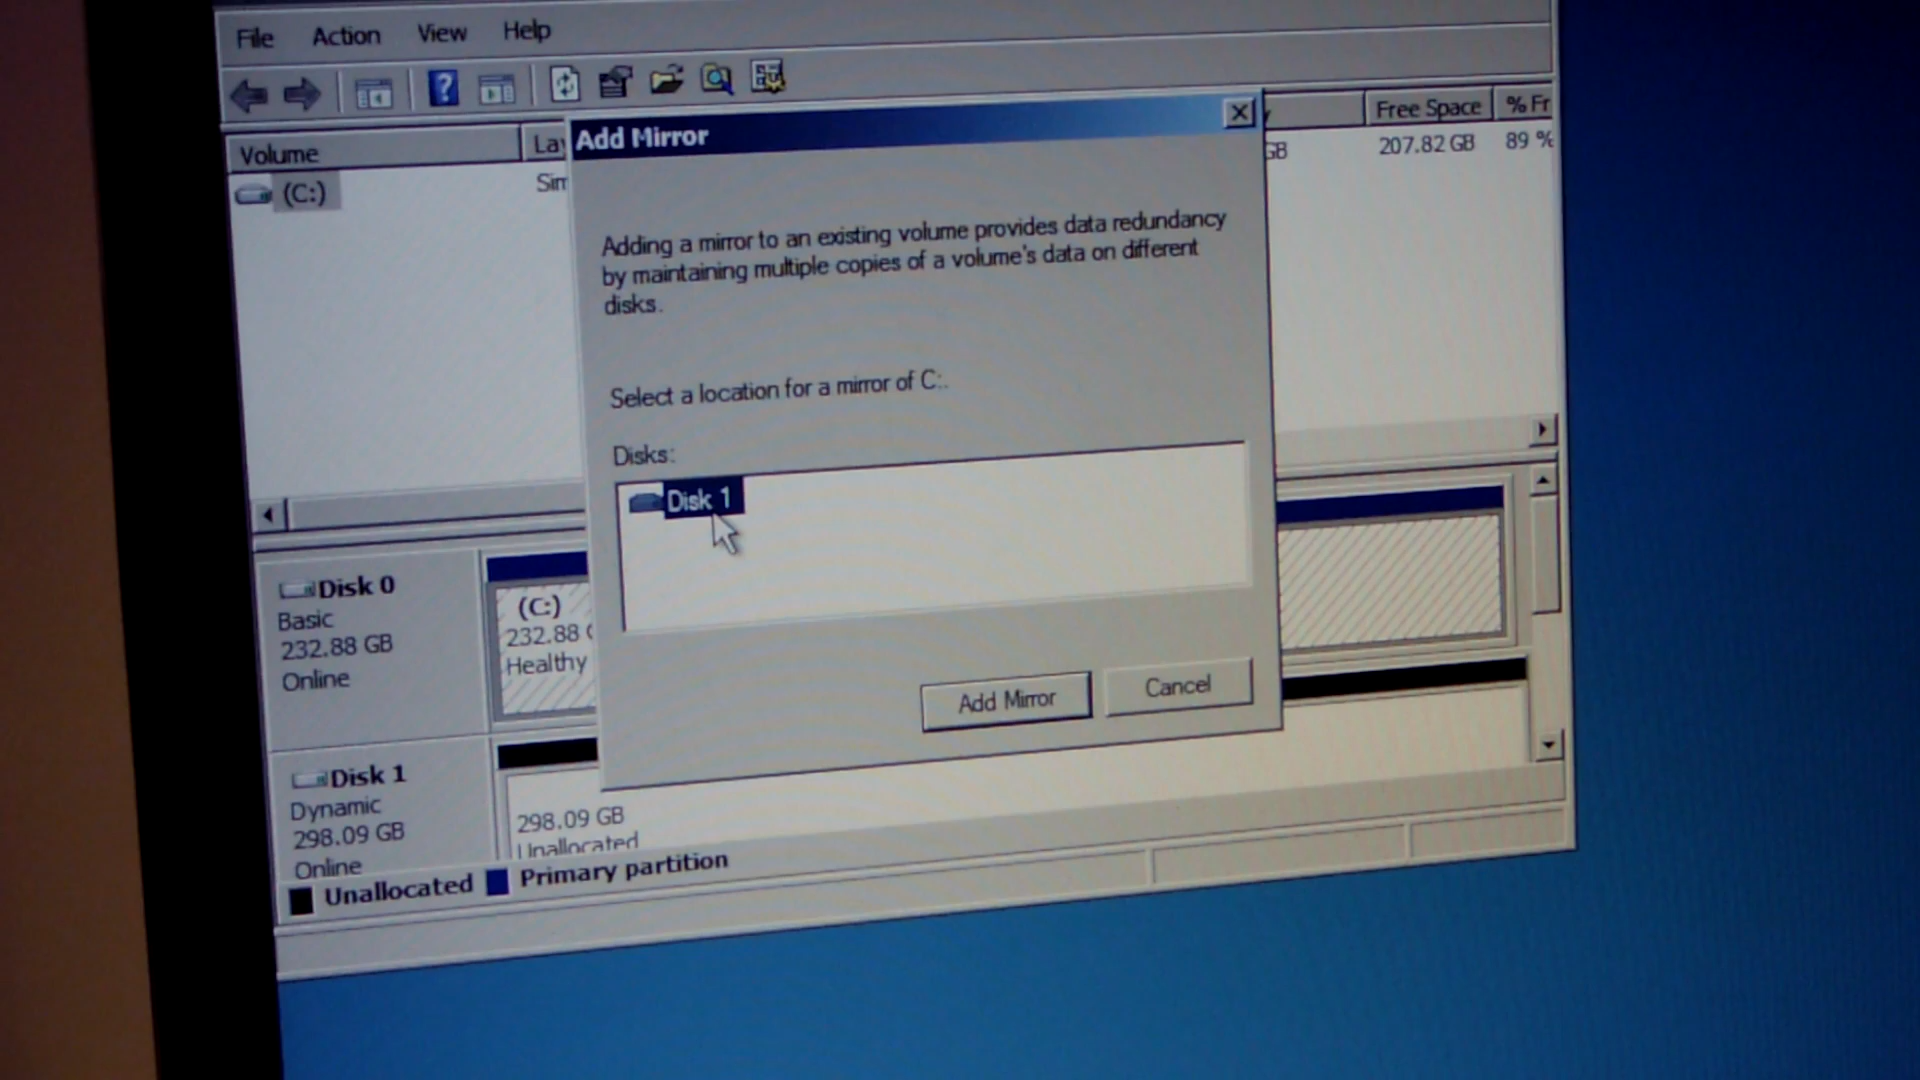 File Action View Help
Volume Free Space % Fr
(C:) GB 207.82 GB 89 %
Add Mirror
Adding a mirror to an existing volume provides data redundancy
by maintaining multiple copies of a volume's data on different
disks.
Select a location for a mirror of C:.
Disks:
Disk 1
Add Mirror Cancel
Disk 0
Basic
232.88 GB
Online
(C:)
232.88
Healthy
Disk 1
Dynamic
298.09 GB
Online
298.09 GB
Unallocated
Unallocated Primary partition